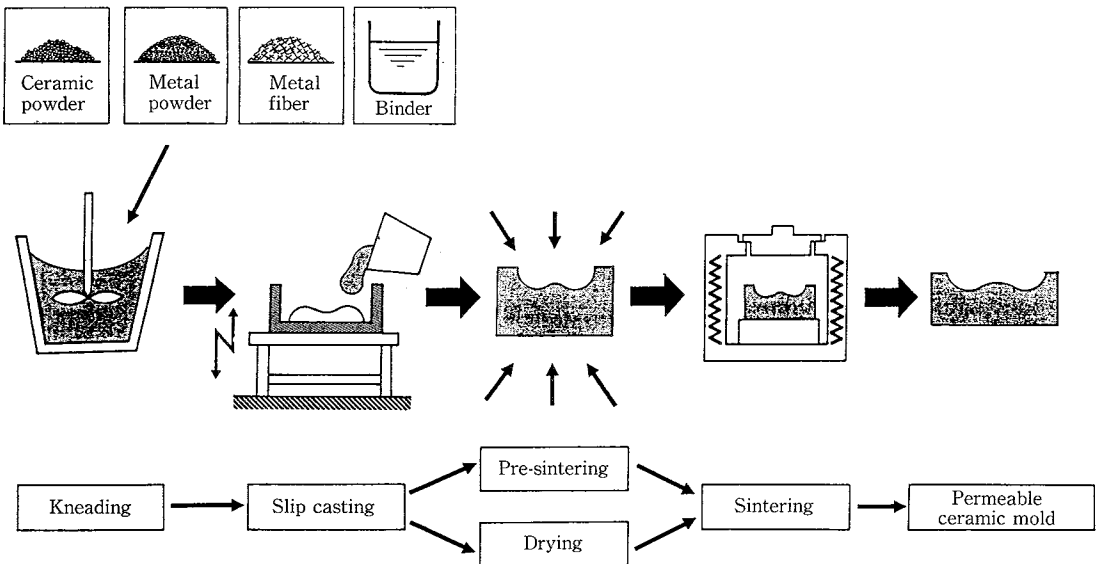 Ceramic
powder
Metal
powder
Metal
fiber
Binder
Kneading
Slip casting
Pre-sintering
Drying
Sintering
Permeable
ceramic mold